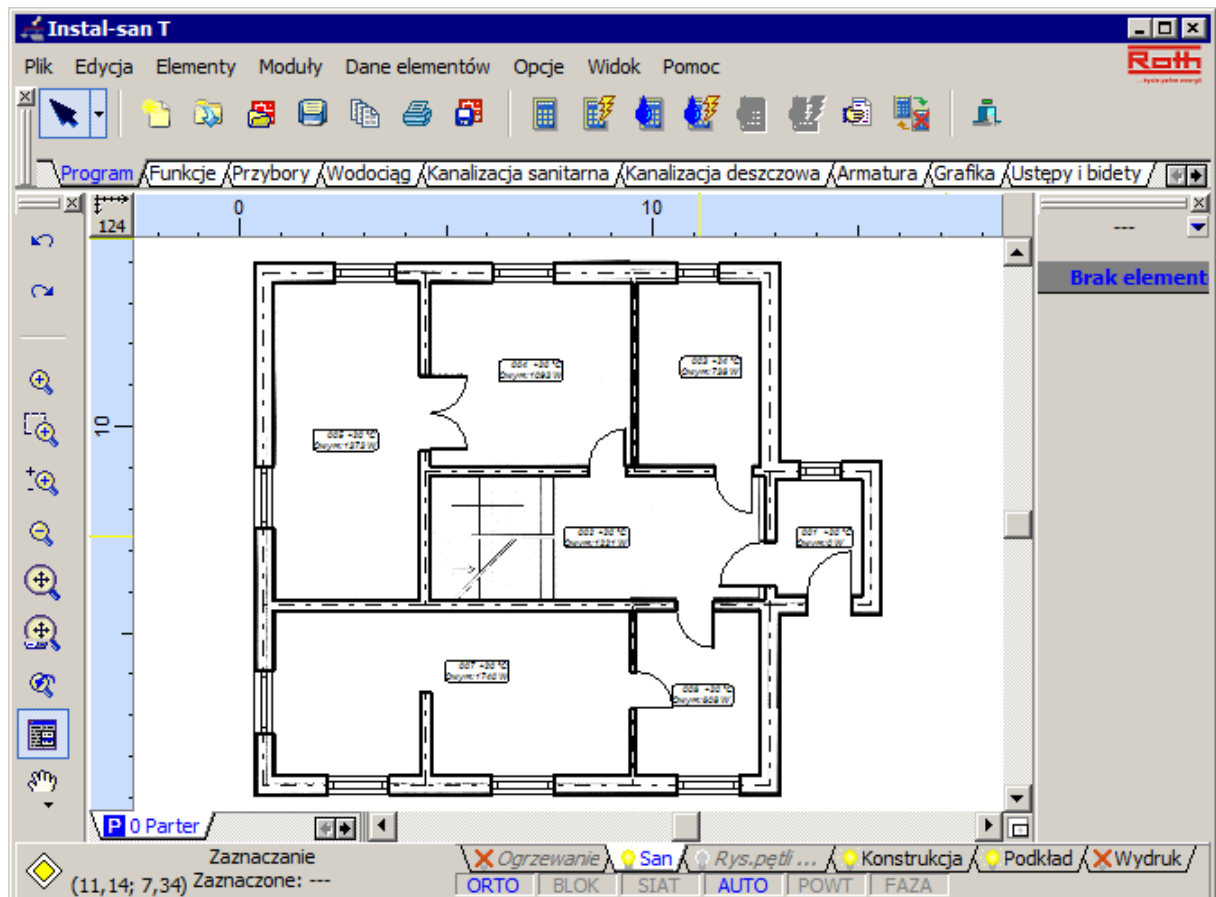 Instal-san T
Plik Edycja Elementy Moduły Dane elementów Opcje Widok Pomoc
Roth
Program Funkcje Przybory Wodociąg Kanalizacja sanitarna Kanalizacja deszczowa Armatura Grafika Ustępy i bidety
124 0 10
---
Brak element
10
P 0 Parter
Zaznaczanie
(11,14; 7,34) Zaznaczone: ---
Ogrzewanie San Rys.pętli ... Konstrukcja Podkład Wydruk
ORTO BLOK SIAT AUTO POWT FAZA